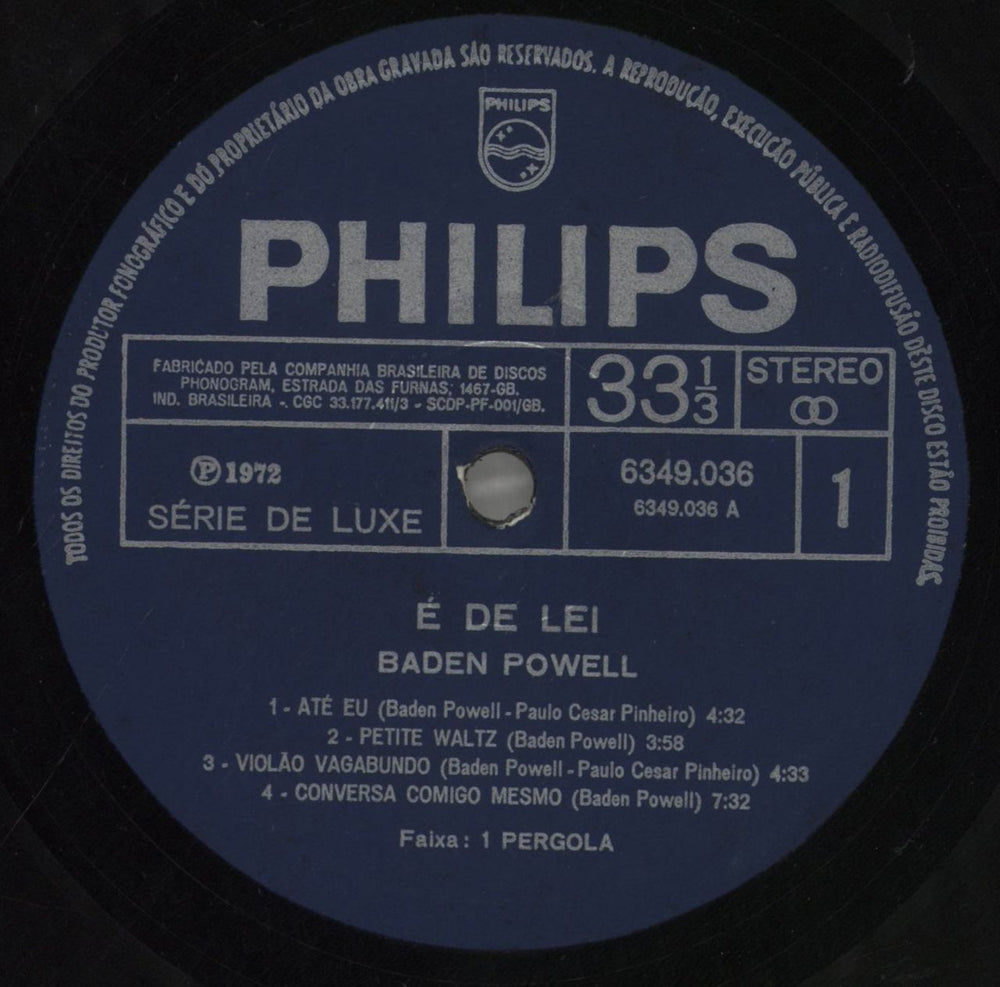 TODOS OS DIREITOS DO PRODUTOR FONOGRÁFICO E DO PROPRIETÁRIO DA OBRA GRAVADA SÃO RESERVADOS. A REPRODUÇÃO, EXECUÇÃO PÚBLICA E RADIODIFUSÃO DÊSTE DISCO ESTÃO PROIBIDAS
PHILIPS
PHILIPS
FABRICADO PELA COMPANHIA BRASILEIRA DE DISCOS
PHONOGRAM, ESTRADA DAS FURNAS, 1467-GB.
IND. BRASILEIRA - CGC 33.177.411/3 - SCDP-PF-001/GB.
33 1/3
STEREO
Ⓟ 1972
SÉRIE DE LUXE
6349.036
6349.036 A
1
É DE LEI
BADEN POWELL
1 - ATÉ EU (Baden Powell - Paulo Cesar Pinheiro) 4:32
2 - PETITE WALTZ (Baden Powell) 3:58
3 - VIOLÃO VAGABUNDO (Baden Powell - Paulo Cesar Pinheiro) 4:33
4 - CONVERSA COMIGO MESMO (Baden Powell) 7:32
Faixa: 1 PERGOLA